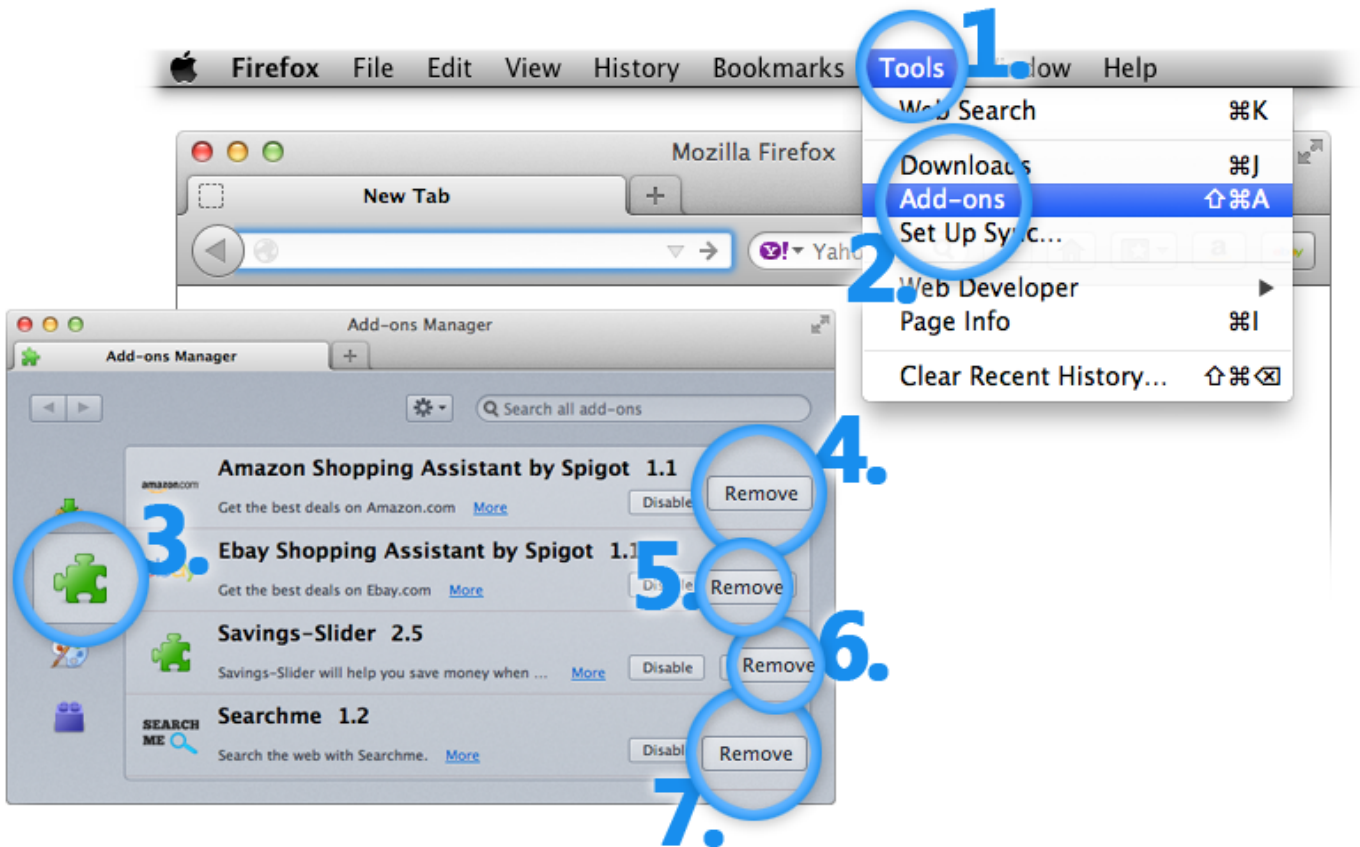 1.
Firefox File Edit View History Bookmarks Tools Help
Web Search ⌘K
Mozilla Firefox
Downloads ⌘J
New Tab +
Add-ons ⇧⌘A
Set Up Sync...
Y! Yaho
2.
Web Developer ▶
Page Info ⌘I
Clear Recent History... ⇧⌘⌫
Add-ons Manager
Add-ons Manager +
Search all add-ons
4.
Amazon Shopping Assistant by Spigot 1.1
amazon.com
Get the best deals on Amazon.com More Disable Remove
3.
Ebay Shopping Assistant by Spigot 1.1
5.
Get the best deals on Ebay.com More Remove
Savings-Slider 2.5
6.
Savings-Slider will help you save money when ... More Disable Remove
Searchme 1.2
SEARCH
ME
Search the web with Searchme. More Disabl Remove
7.